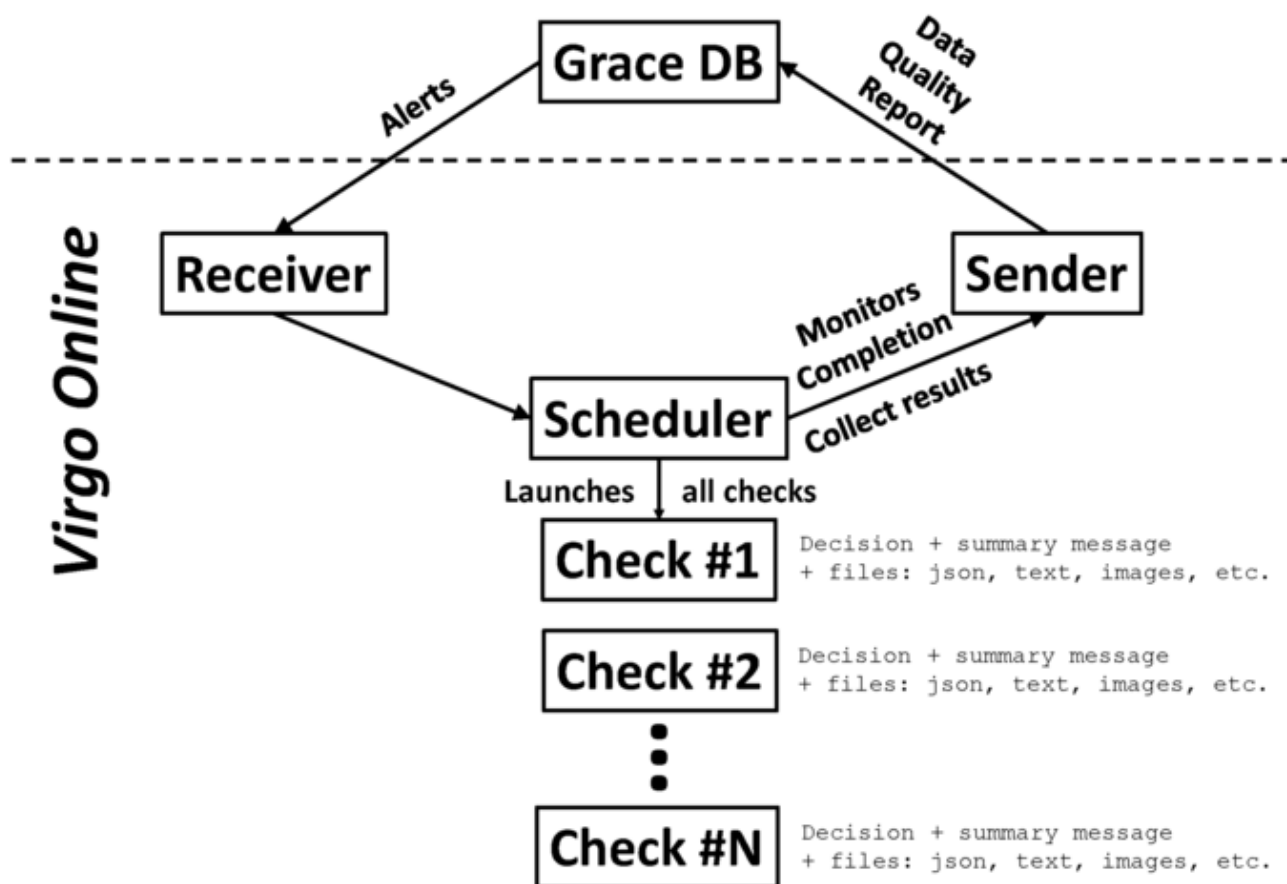 Grace DB
Data
Quality
Report
Alerts
Virgo Online
Receiver
Sender
Monitors
Completion
Collect results
Scheduler
Launches all checks
Check #1
Decision + summary message
+ files: json, text, images, etc.
Check #2
Decision + summary message
+ files: json, text, images, etc.
Check #N
Decision + summary message
+ files: json, text, images, etc.